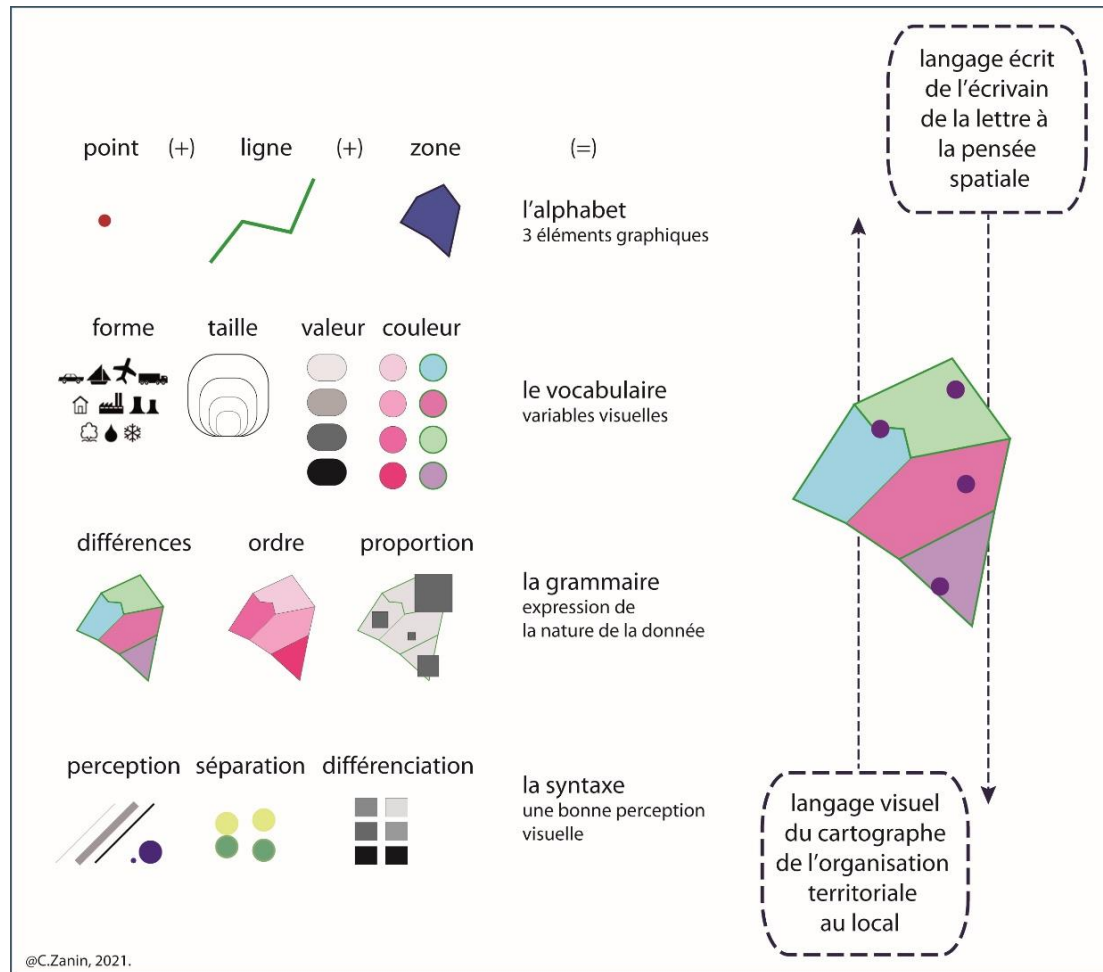 point (+) ligne (+) zone (=)
l'alphabet
3 éléments graphiques
forme taille valeur couleur
le vocabulaire
variables visuelles
différences ordre proportion
la grammaire
expression de
la nature de la donnée
perception séparation différenciation
la syntaxe
une bonne perception
visuelle
langage écrit
de l'écrivain
de la lettre à
la pensée
spatiale
langage visuel
du cartographe
de l'organisation
territoriale
au local
@C.Zanin, 2021.